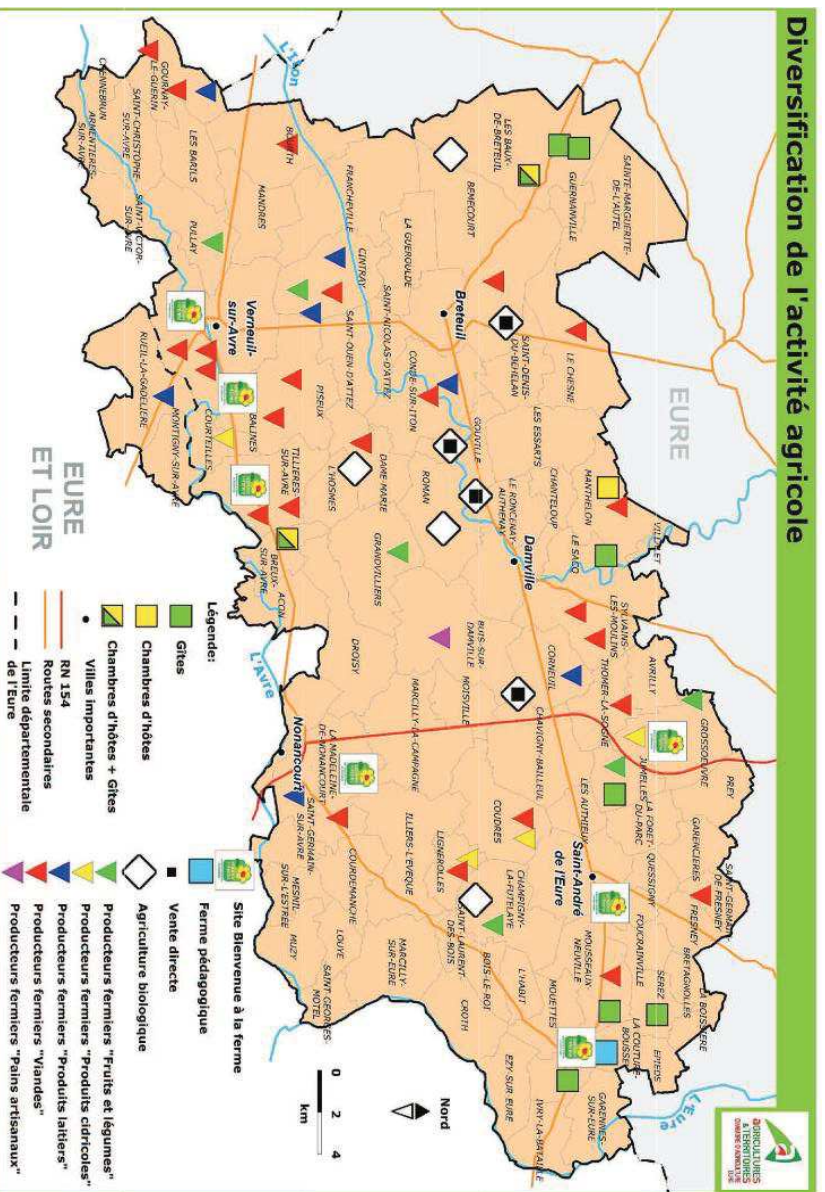 Diversification de l'activité agricole
AGRICULTURES
& TERRITOIRES
CHAMBRE D'AGRICULTURE
EURE
EURE
SAINTE-MARGUERITE-
DE-L'AUTEL
GUERNANVILLE
LES BAUX-
DE-BRETEUIL
BEMECOURT
L'Iton
LE CHESNE
SAINT-DENIS-
DU-BEHELAN
LES ESSARTS
Breteuil
LA GUEROULDE
FRANCHEVILLE
BOURTH
CINTRAY
SAINT-NICOLAS-D'ATTEZ
SAINT-OUEN-D'ATTEZ
CONDE-SUR-ITON
GOUVILLE
MANTHELON
CHANTELOUP
LE SACQ
VILLALET
LE RONCENAY-
AUTHENAY
Damville
ROMAN
DAME MARIE
L'HOSMES
GRANDVILLIERS
PISEUX
MANDRES
GOURNAY-
LE-GUERIN
CHENNEBRUN
SAINT-CHRISTOPHE-
SUR-AVRE
ARMENTIERES-
SUR-AVRE
LES BARILS
SAINT-VICTOR-
SUR-AVRE
PULLAY
Verneuil-
sur-Avre
RUEIL-LA-GADELIERE
MONTIGNY-SUR-AVRE
COURTEILLES
BALINES
TILLIERES-
SUR-AVRE
BREUX-
SUR-AVRE
ACON
L'Avre
EURE
ET LOIR
SYLVAINS-
LES-MOULINS
AVRILLY
THOMER-LA-SOGNE
GROSSOEUVRE
PREY
CORNEUIL
BUIS-SUR-
DAMVILLE
MOISVILLE
CHAVIGNY-BAILLEUL
MARCILLY-LA-CAMPAGNE
DROISY
Nonancourt
LA MADELEINE-
DE-NONANCOURT
SAINT-GERMAIN-
SUR-AVRE
JUMELLES
LA FORET-
DU-PARC
QUESSIGNY
GARENCIERES
SAINT-GERMAIN-
DE FRESNEY
FRESNEY
BRETAGNOLLES
LA BOISSIERE
SEREZ
EPIEDS
LES AUTHIEUX
Saint-André
de l'Eure
FOUCRAINVILLE
MOUSSEAUX-
NEUVILLE
LA COUTURE-
BOUSSEY
COUDRES
CHAMPIGNY-
LA-FUTELAYE
L'HABIT
MOUETTES
GARENNES-
SUR-EURE
L'Eure
IVRY-LA-BATAILLE
EZY-SUR-EURE
BOIS-LE-ROI
CROTH
LIGNEROLLES
SAINT-LAURENT-
DES-BOIS
ILLIERS-L'EVEQUE
MARCILLY-
SUR-EURE
COURDEMANCHE
LOUYE
SAINT-GEORGES-
MOTEL
MESNIL-
SUR-L'ESTREE
MUZY
Nord
0 2 4
km
Légende:
Gîtes
Chambres d'hôtes
Chambres d'hôtes + Gîtes
Villes importantes
RN 154
Routes secondaires
Limite départementale
de l'Eure
Site Bienvenue à la ferme
Ferme pédagogique
Vente directe
Agriculture biologique
Producteurs fermiers "Fruits et légumes"
Producteurs fermiers "Produits cidricoles"
Producteurs fermiers "Produits laitiers"
Producteurs fermiers "Viandes"
Producteurs fermiers "Pains artisanaux"